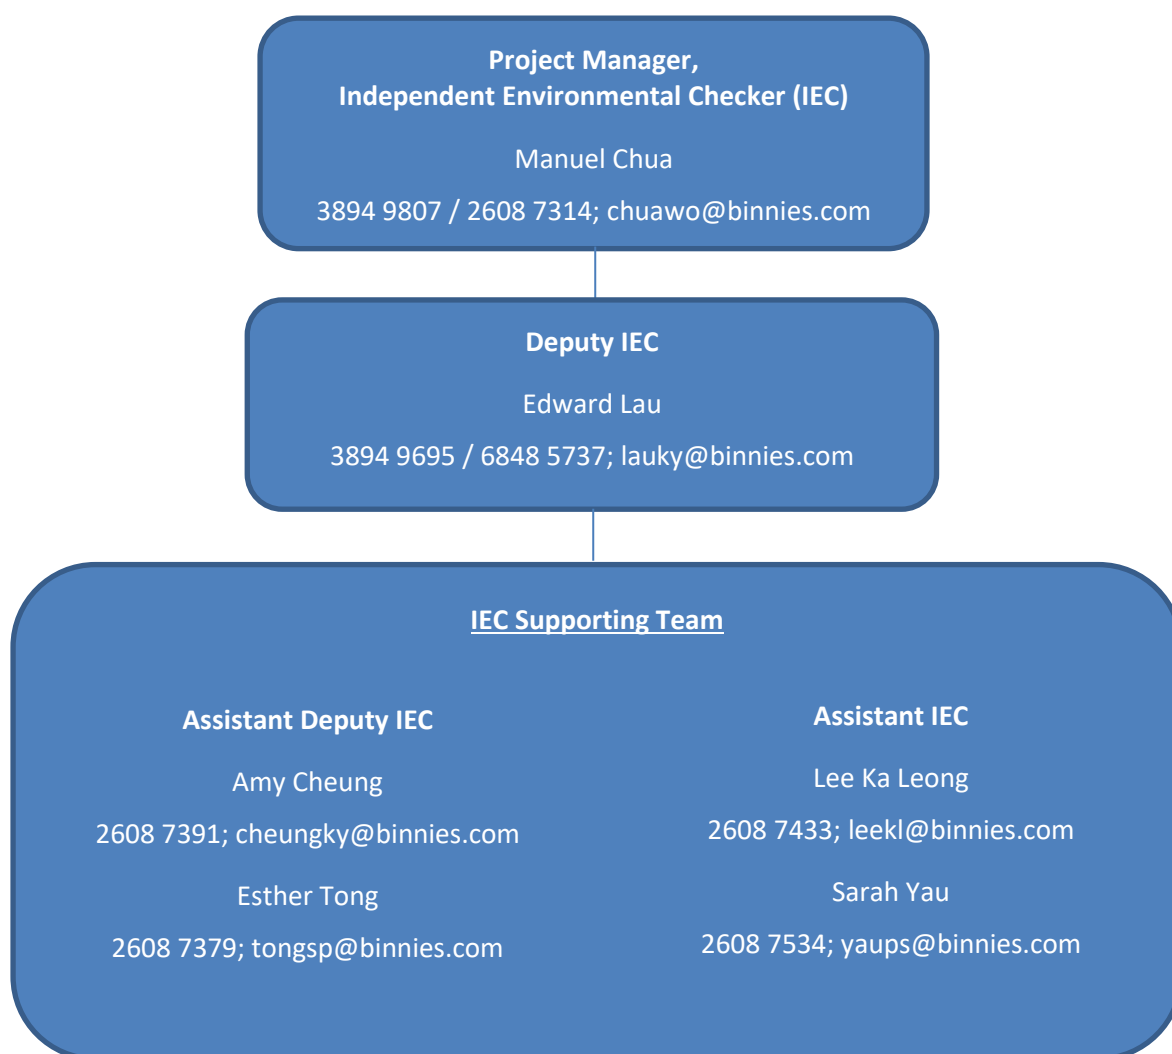 Project Manager,
Independent Environmental Checker (IEC)
Manuel Chua
3894 9807 / 2608 7314; chuawo@binnies.com
Deputy IEC
Edward Lau
3894 9695 / 6848 5737; lauky@binnies.com
IEC Supporting Team
Assistant Deputy IEC
Amy Cheung
2608 7391; cheungky@binnies.com
Esther Tong
2608 7379; tongsp@binnies.com
Assistant IEC
Lee Ka Leong
2608 7433; leekl@binnies.com
Sarah Yau
2608 7534; yaups@binnies.com